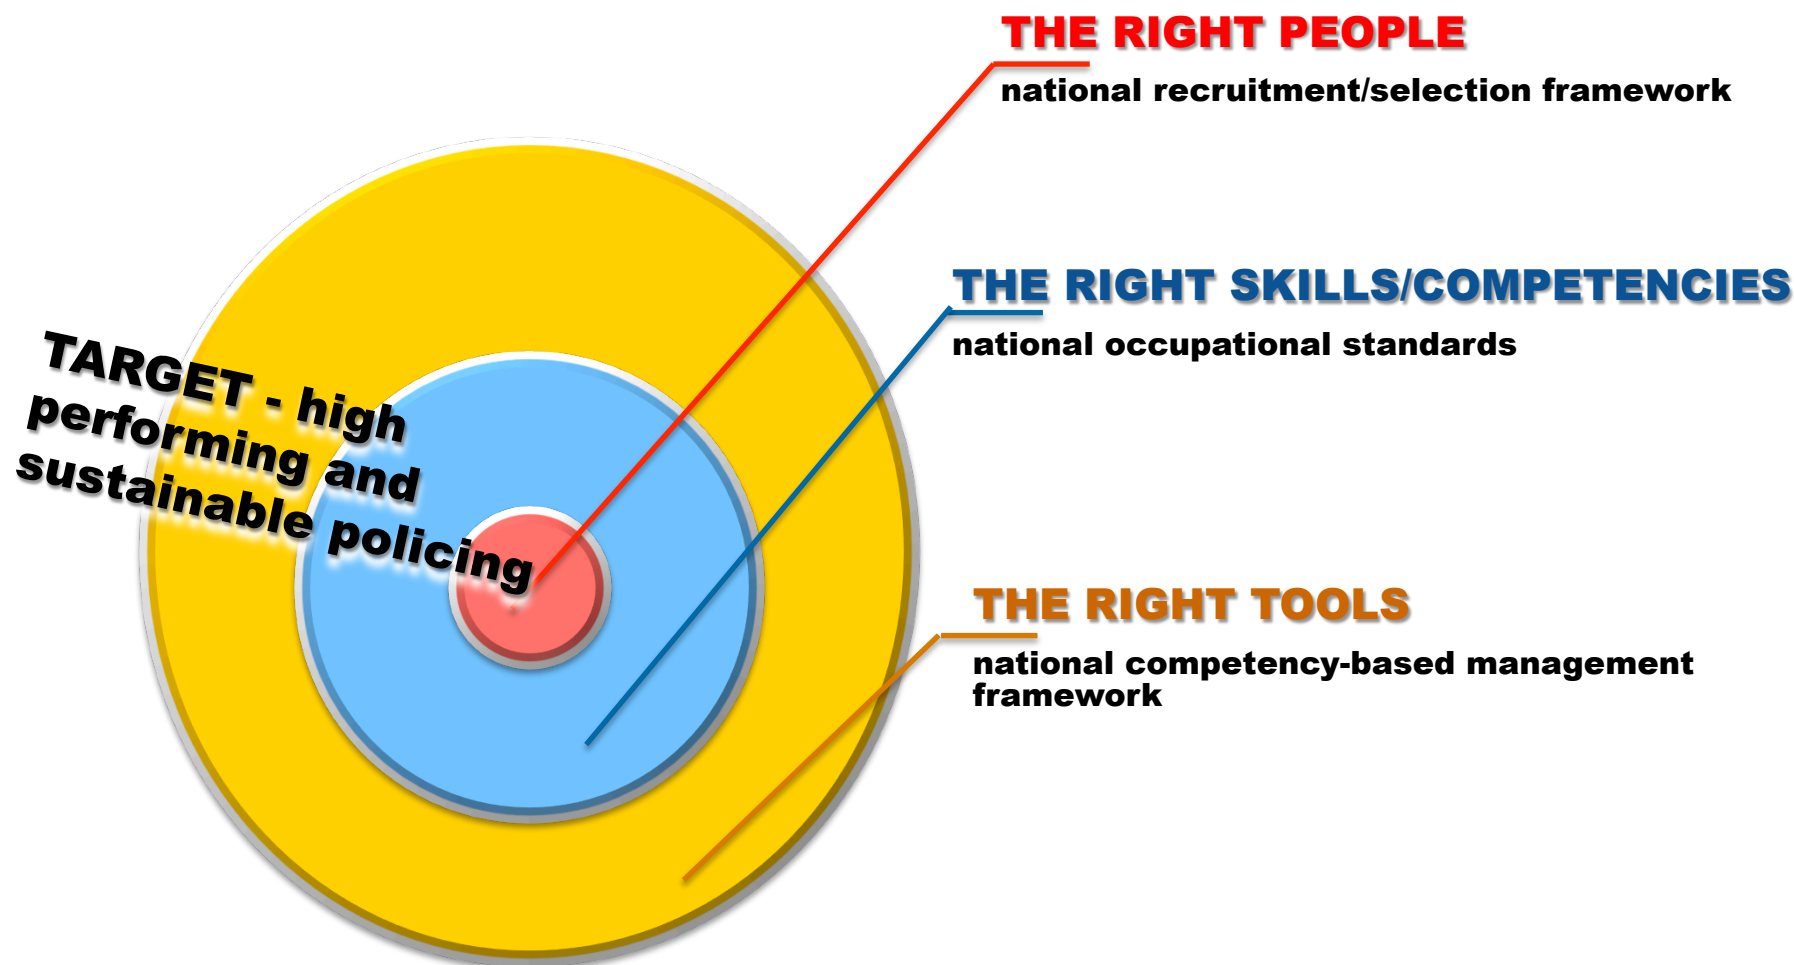 THE RIGHT PEOPLE
national recruitment/selection framework
THE RIGHT SKILLS/COMPETENCIES
national occupational standards
TARGET - high
performing and
sustainable policing
THE RIGHT TOOLS
national competency-based management
framework